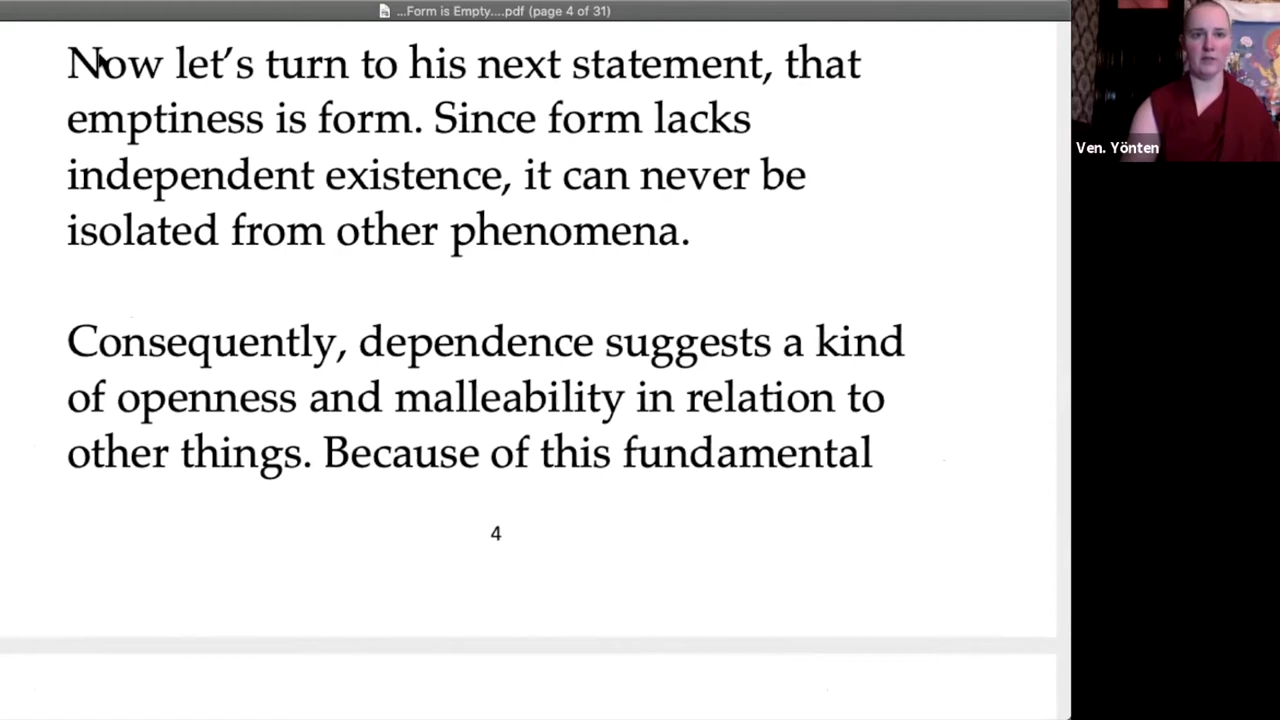 ...Form is Empty....pdf (page 4 of 31)
Now let's turn to his next statement, that
emptiness is form. Since form lacks
independent existence, it can never be
isolated from other phenomena.
Consequently, dependence suggests a kind
of openness and malleability in relation to
other things. Because of this fundamental
4
Ven. Yönten